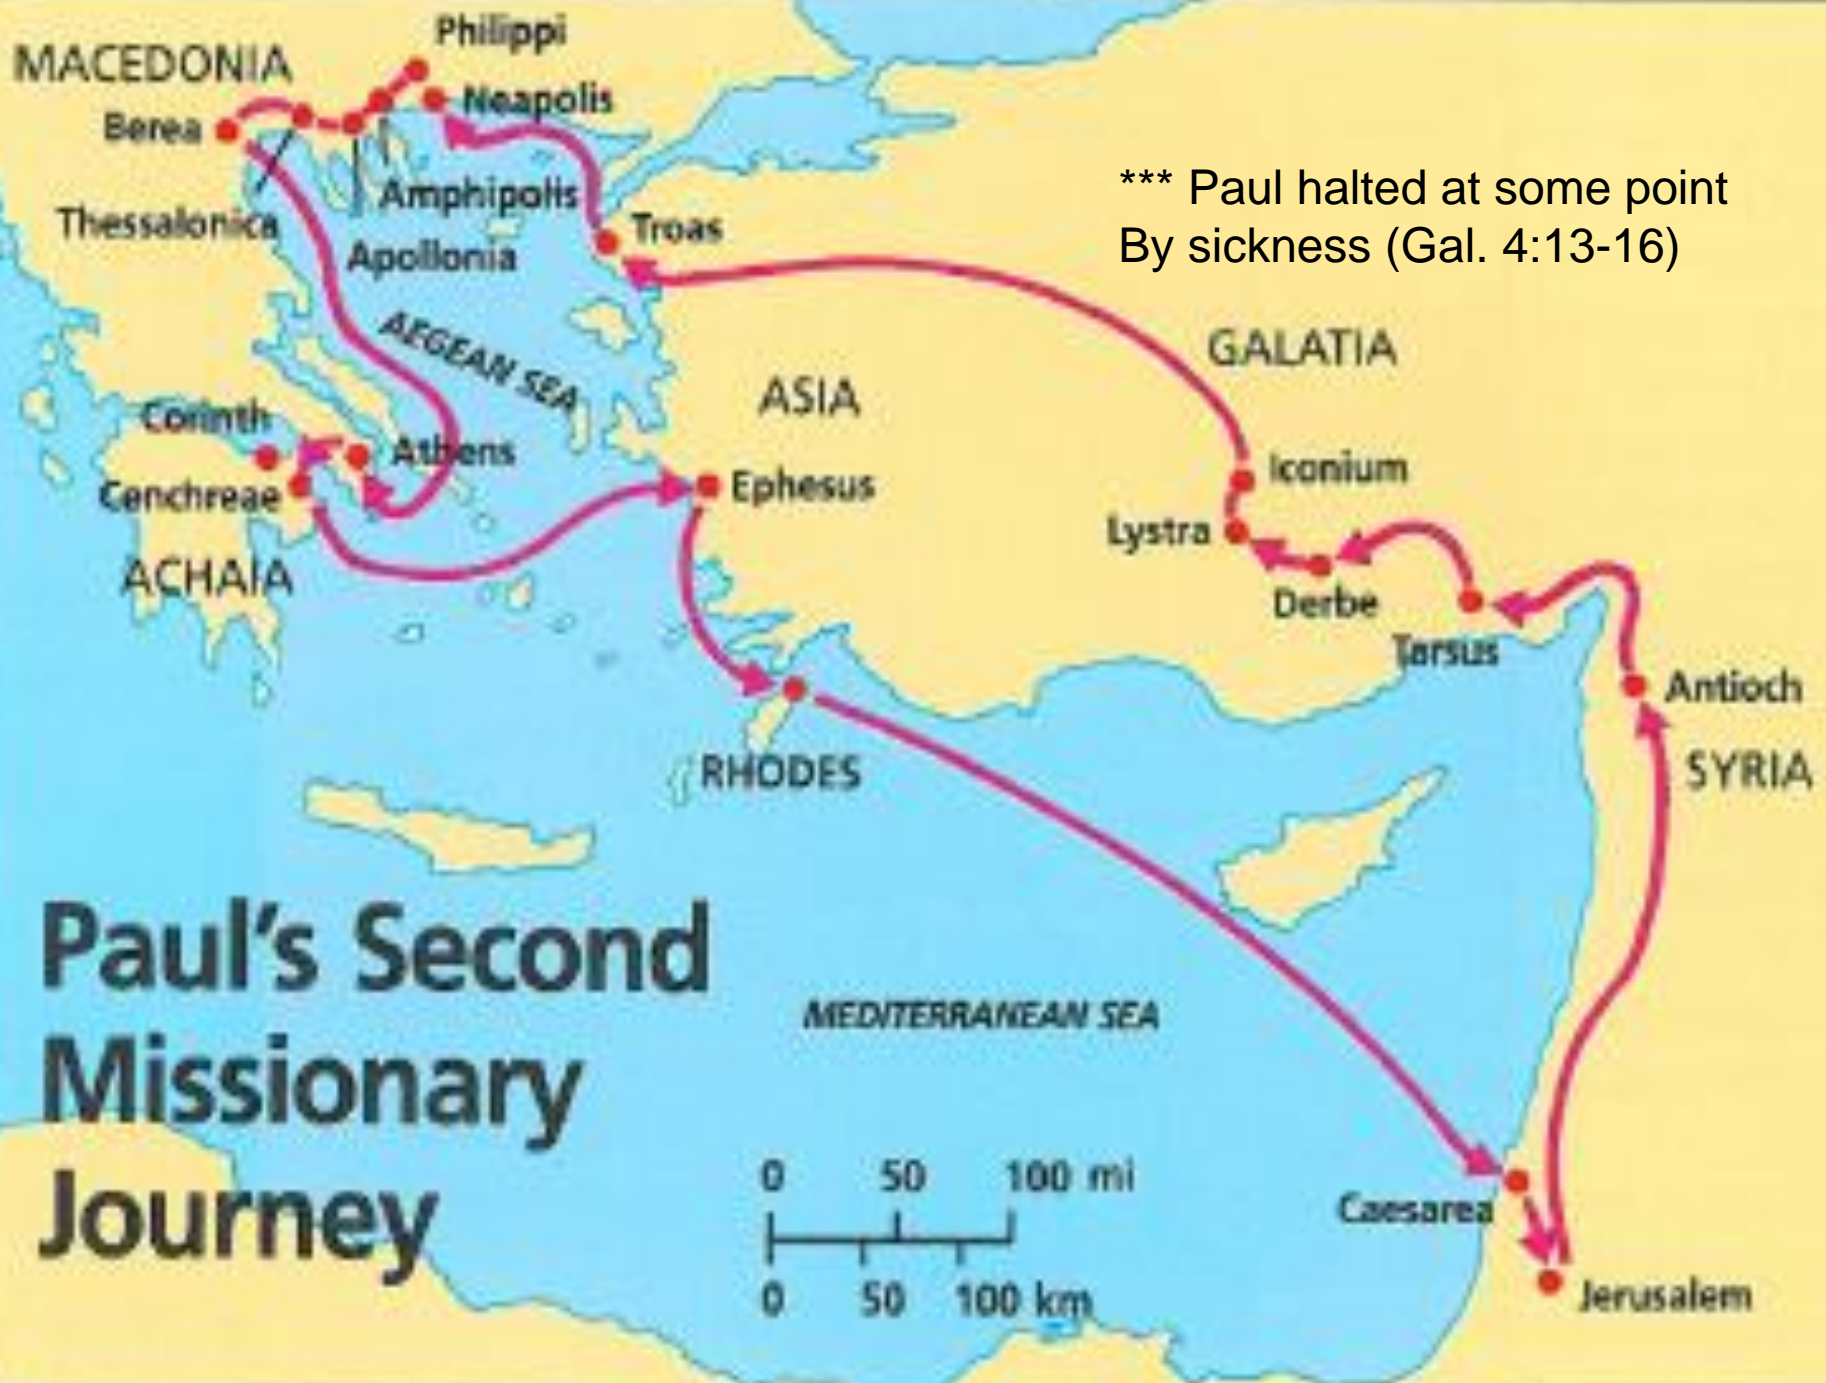 Philippi
MACEDONIA
Neapolis
Berea
Amphipolis
Thessalonica
Troas
Apollonia
*** Paul halted at some point
By sickness (Gal. 4:13-16)
AEGEAN SEA
GALATIA
ASIA
Corinth
Athens
Iconium
Cenchreae
Ephesus
Lystra
ACHAIA
Derbe
Tarsus
Antioch
RHODES
SYRIA
Paul's Second
Missionary
Journey
MEDITERRANEAN SEA
0 50 100 mi
0 50 100 km
Caesarea
Jerusalem